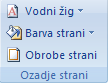 Vodni žig
Barva strani
Obrobe strani
Ozadje strani